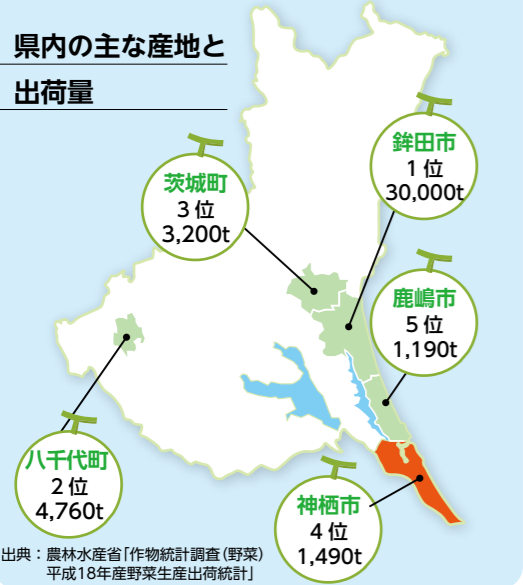 県内の主な産地と
出荷量
鉾田市
1位
30,000t
茨城町
3位
3,200t
鹿嶋市
5位
1,190t
八千代町
2位
4,760t
神栖市
4位
1,490t
出典：農林水産省「作物統計調査（野菜）
平成18年産野菜生産出荷統計」